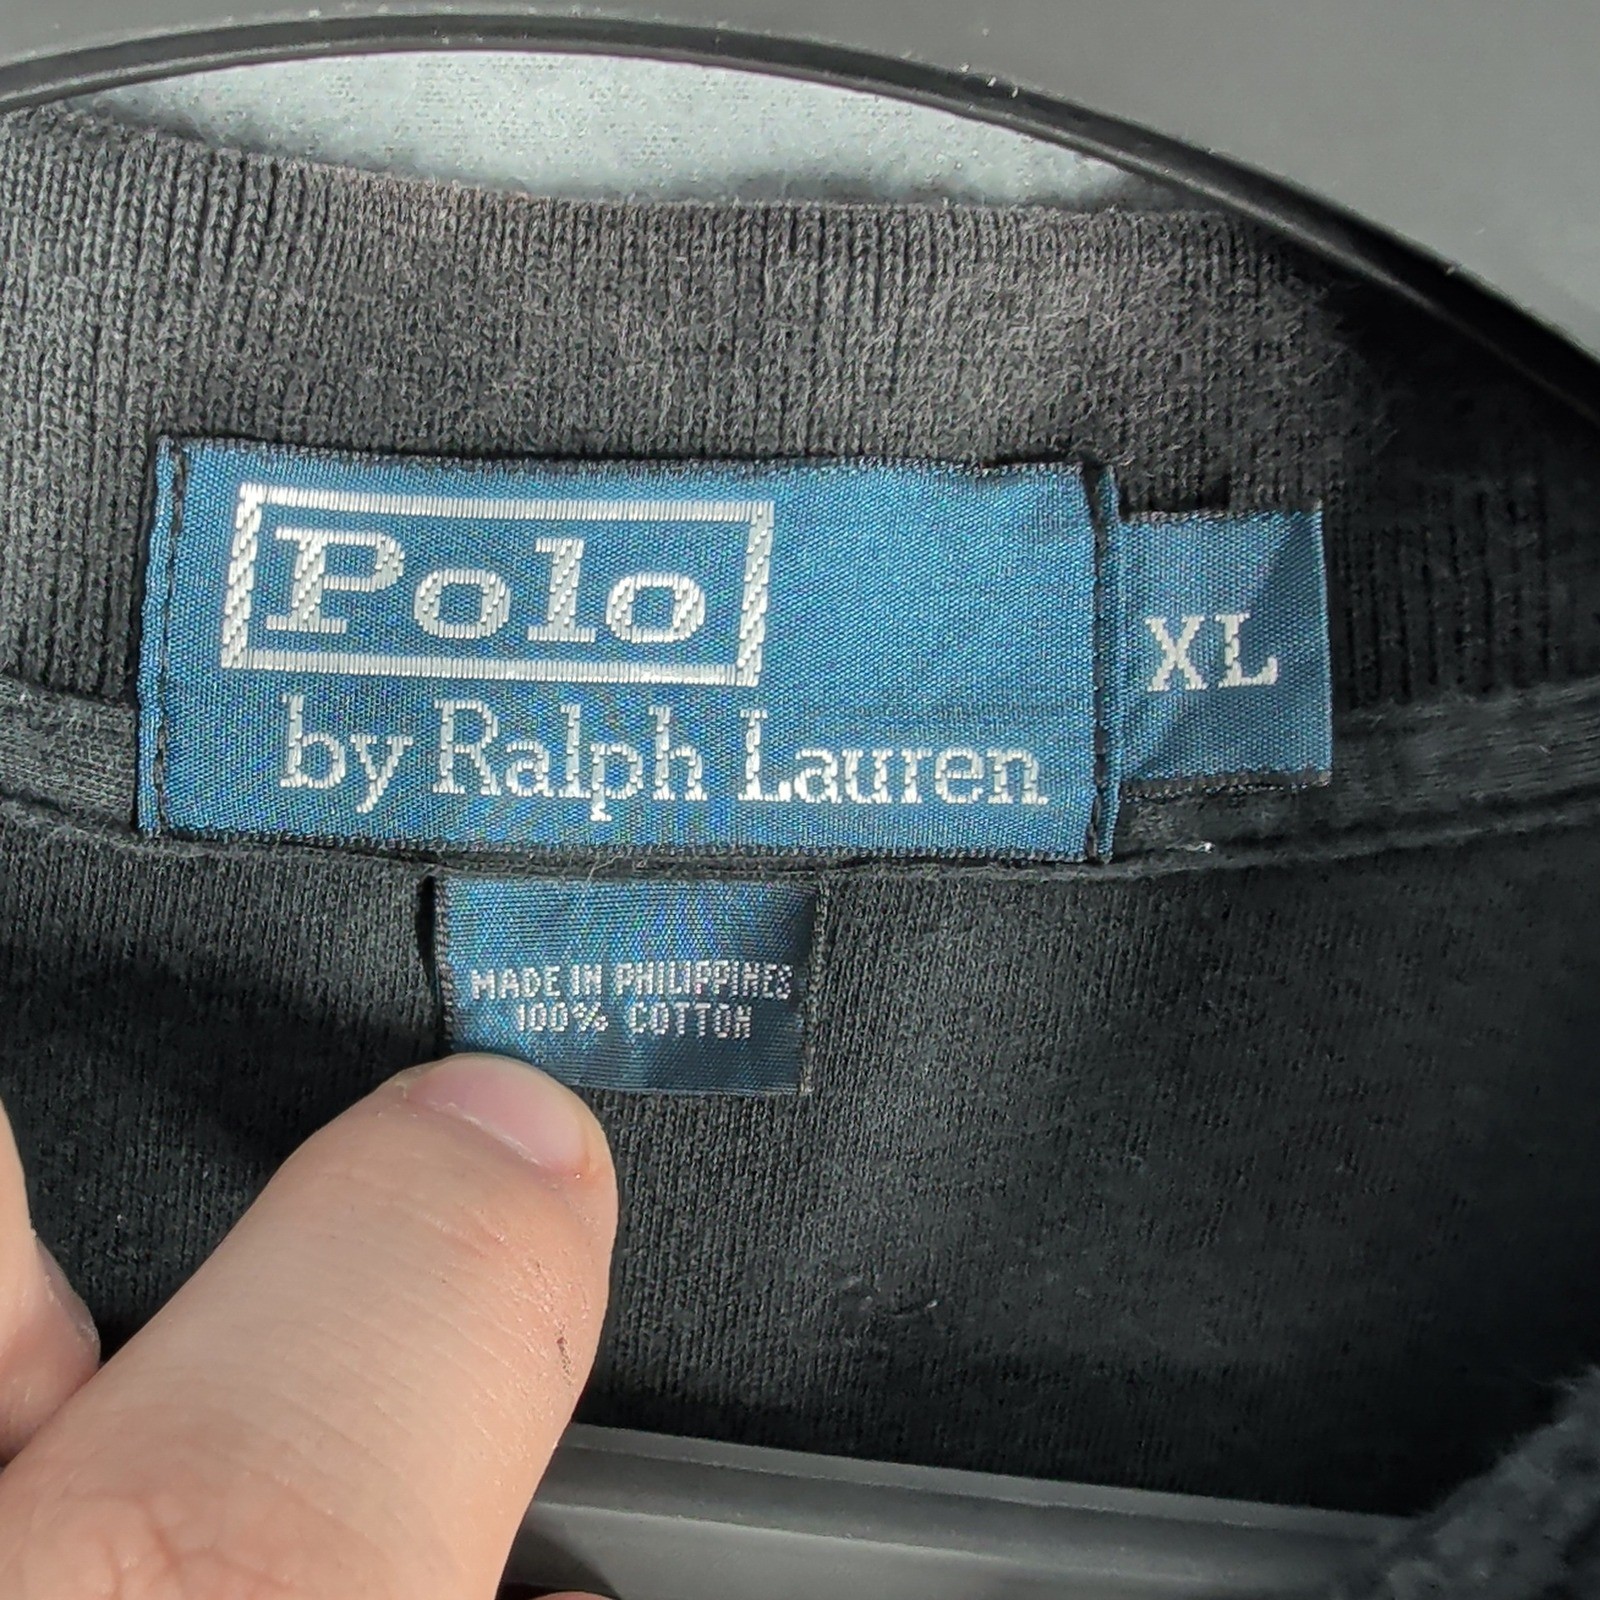 Polo
by Ralph Lauren
XL
MADE IN PHILIPPINES
100% COTTON